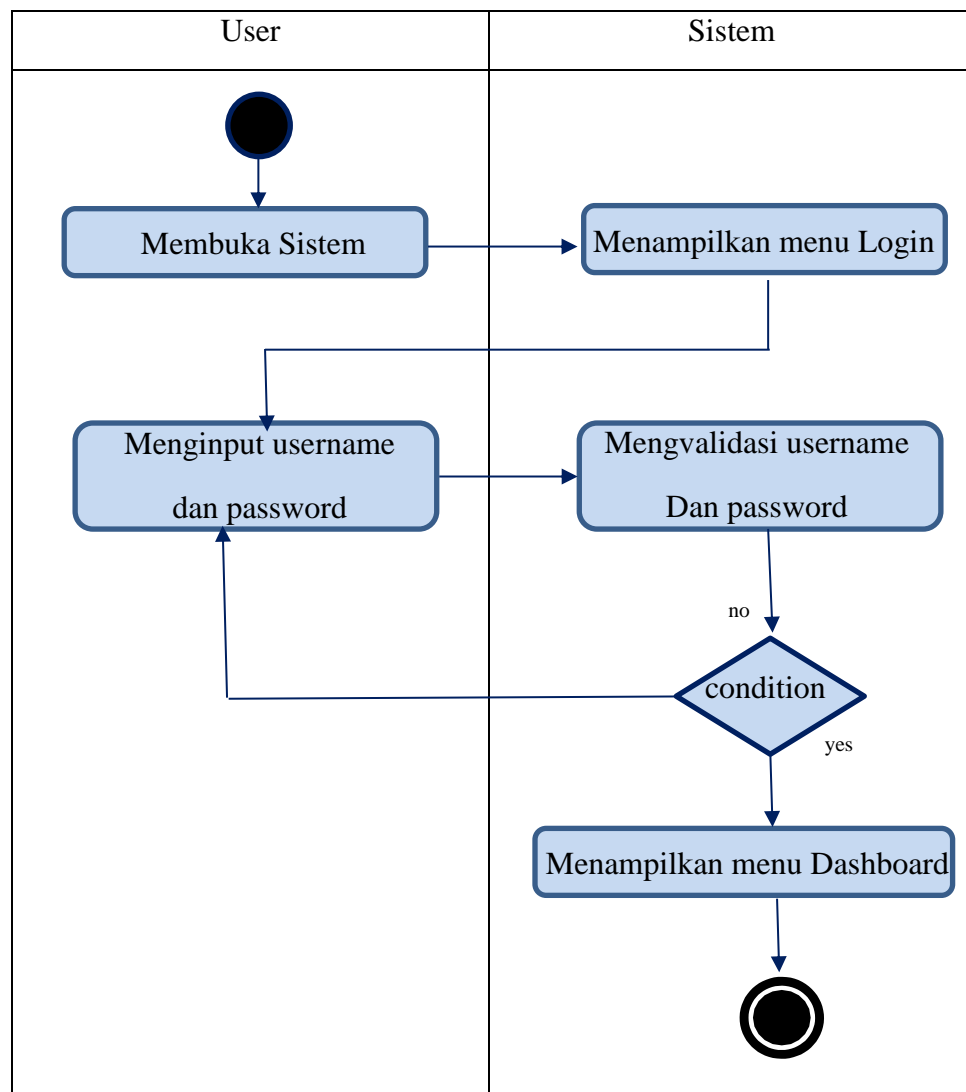 User
Sistem
Membuka Sistem
Menampilkan menu Login
Menginput username
dan password
Mengvalidasi username
Dan password
no
condition
yes
Menampilkan menu Dashboard